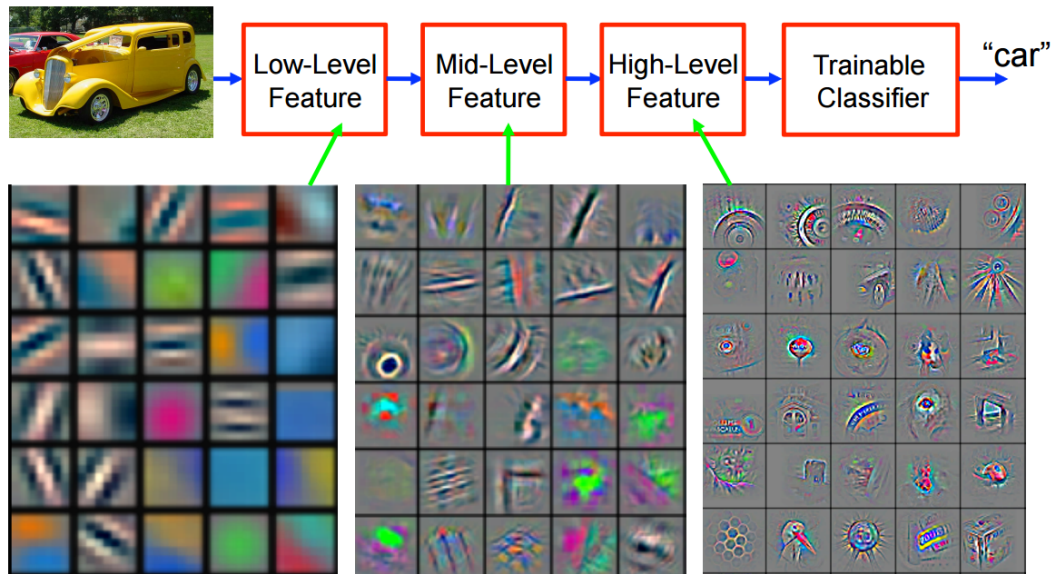 Low-Level
Feature
Mid-Level
Feature
High-Level
Feature
Trainable
Classifier
“car”